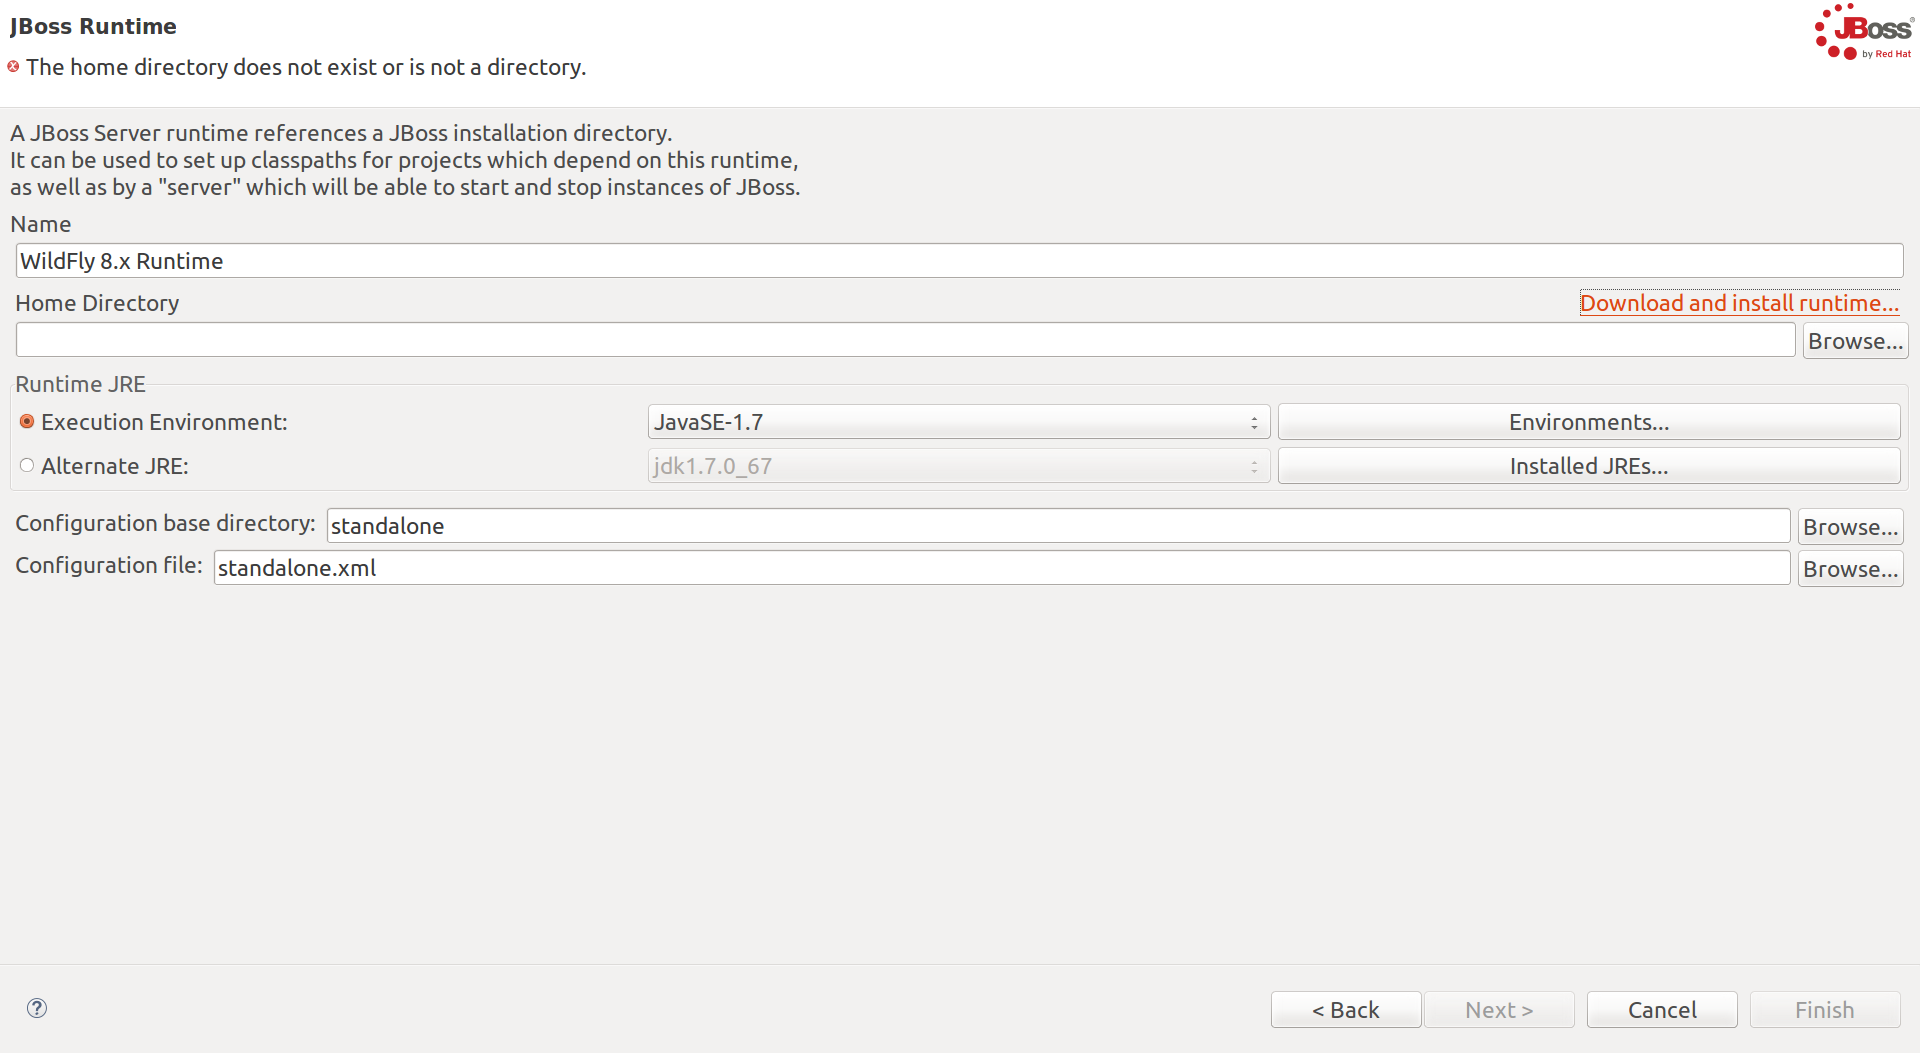 JBoss Runtime
The home directory does not exist or is not a directory.
JBoss®
by Red Hat
A JBoss Server runtime references a JBoss installation directory.
It can be used to set up classpaths for projects which depend on this runtime,
as well as by a "server" which will be able to start and stop instances of JBoss.
Name
WildFly 8.x Runtime
Home Directory Download and install runtime...
Browse...
Runtime JRE
Execution Environment: JavaSE-1.7 Environments...
Alternate JRE: jdk1.7.0_67 Installed JREs...
Configuration base directory: standalone Browse...
Configuration file: standalone.xml Browse...
? < Back Next > Cancel Finish